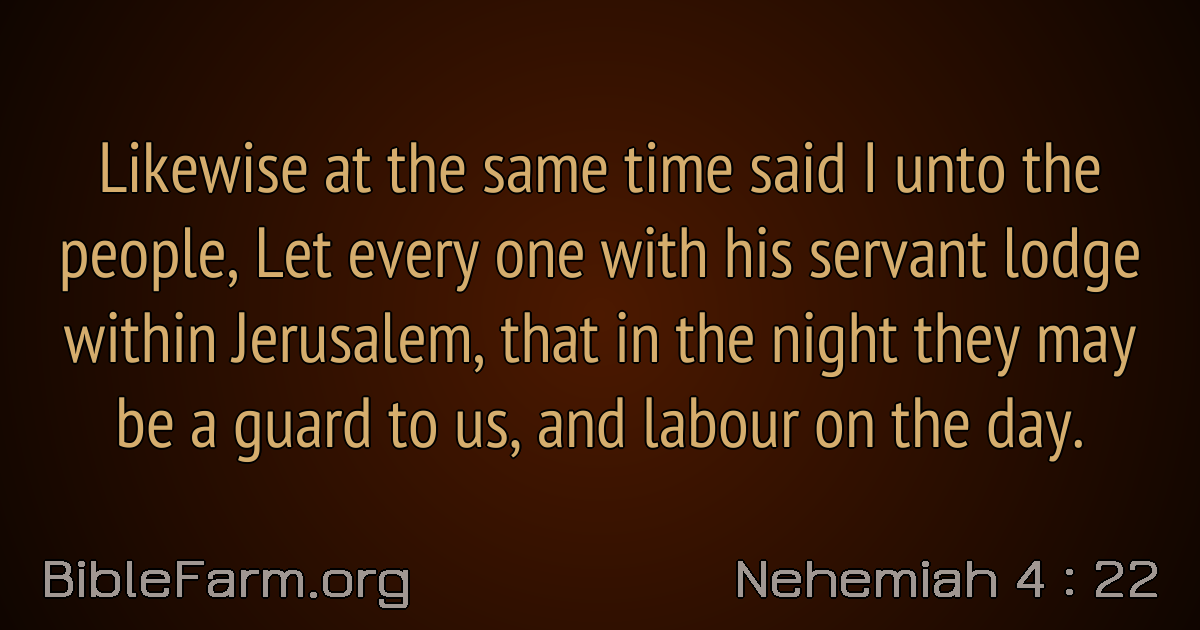 Likewise at the same time said I unto the
people, Let every one with his servant lodge
within Jerusalem, that in the night they may
be a guard to us, and labour on the day.
BibleFarm.org
Nehemiah 4 : 22